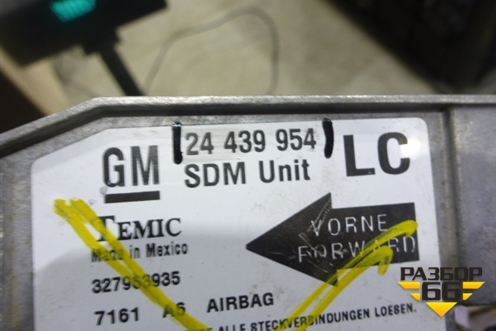 GM 24 439 954 LC
SDM Unit
TEMIC
Made in Mexico
VORNE
FORWARD
7161 A6 AIRBAG
ALLE STECKVERBINDUNGEN LOESEN.
РАЗБОР
66